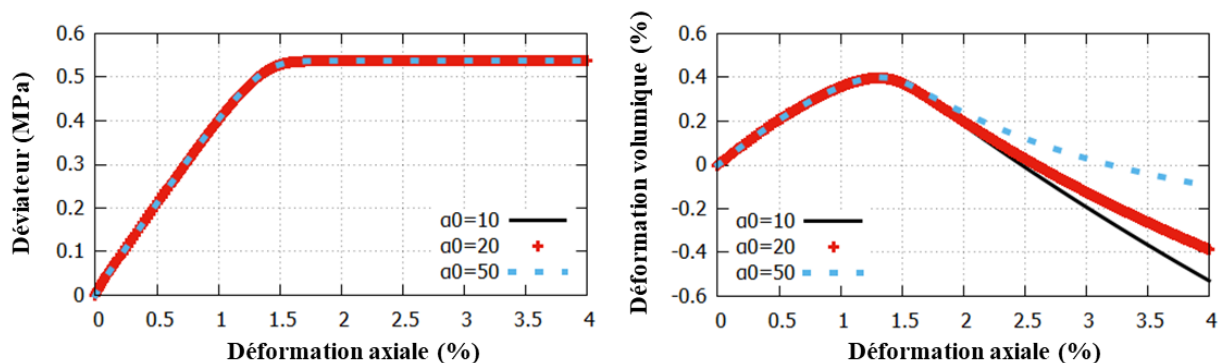 Déviateur (MPa)
0.6
0.5
0.4
0.3
0.2
0.1
0
α0=10
α0=20
α0=50
0 0.5 1 1.5 2 2.5 3 3.5 4
Déformation axiale (%)
Déformation volumique (%)
0.6
0.4
0.2
0
-0.2
-0.4
-0.6
α0=10
α0=20
α0=50
0 0.5 1 1.5 2 2.5 3 3.5 4
Déformation axiale (%)